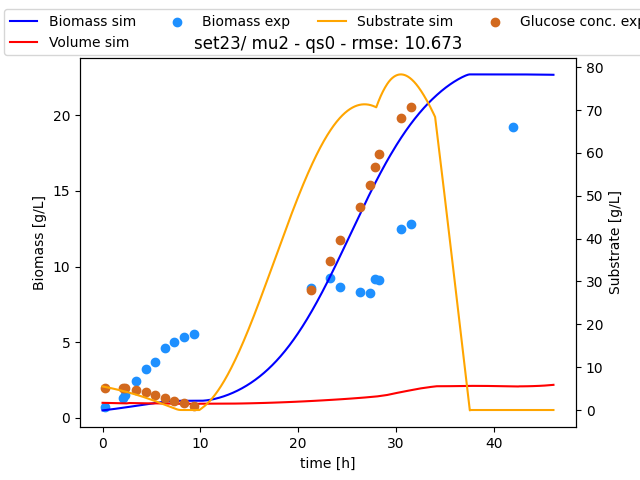 Biomass sim
Biomass exp
Substrate sim
Glucose conc. exp
Volume sim
set23/ mu2 - qs0 - rmse: 10.673
Biomass [g/L]
20
15
10
5
0
80
70
60
50
40
30
20
10
0
Substrate [g/L]
0
10
20
30
40
time [h]